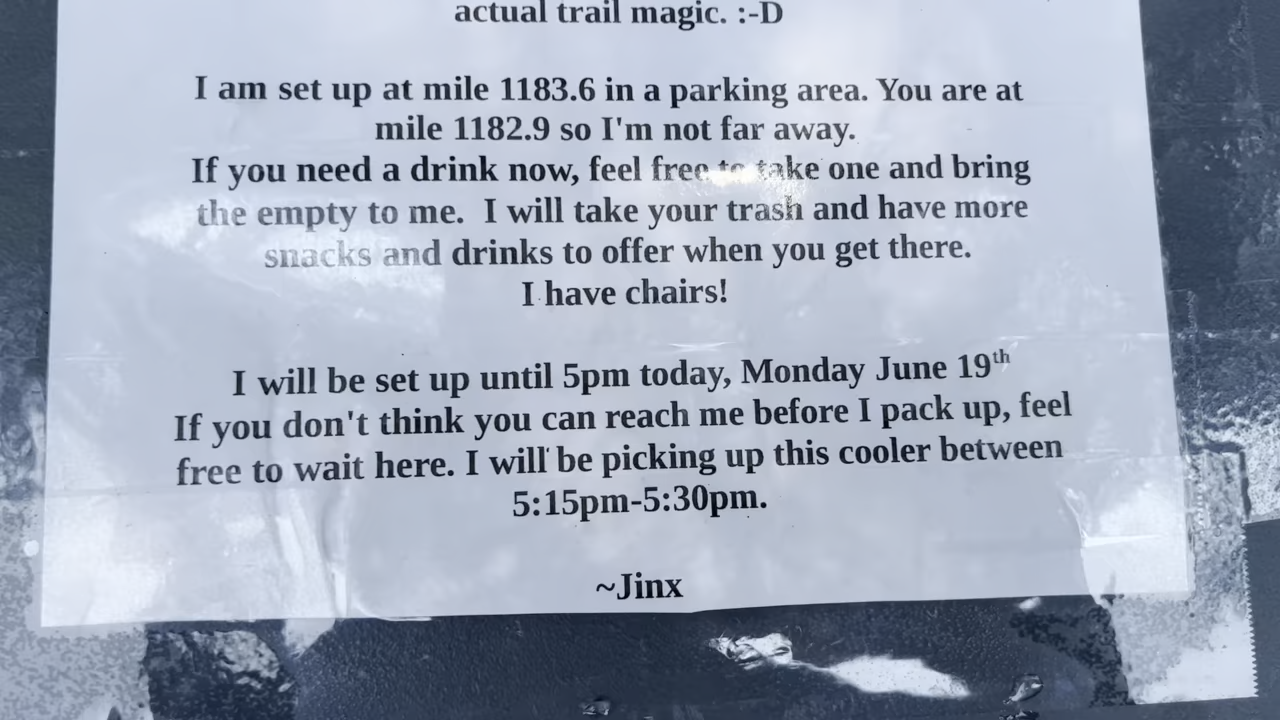 actual trail magic. :-D
I am set up at mile 1183.6 in a parking area. You are at
mile 1182.9 so I'm not far away.
If you need a drink now, feel free to take one and bring
the empty to me.  I will take your trash and have more
snacks and drinks to offer when you get there.
I have chairs!
I will be set up until 5pm today, Monday June 19th
If you don't think you can reach me before I pack up, feel
free to wait here. I will be picking up this cooler between
5:15pm-5:30pm.
~Jinx